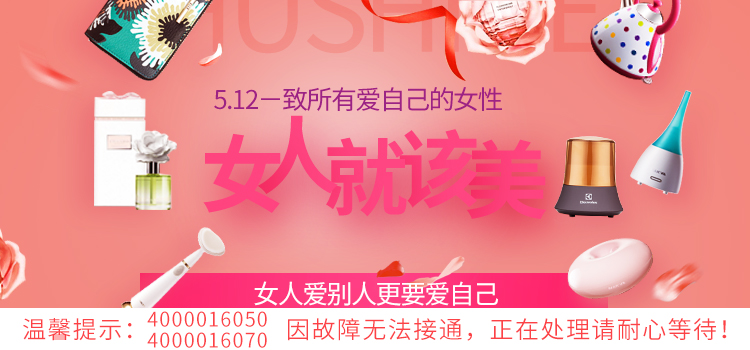 5.12一致所有爱自己的女性
女人就该美
Electrolux
女人爱别人更要爱自己
温馨提示：4000016050
4000016070 因故障无法接通，正在处理请耐心等待！